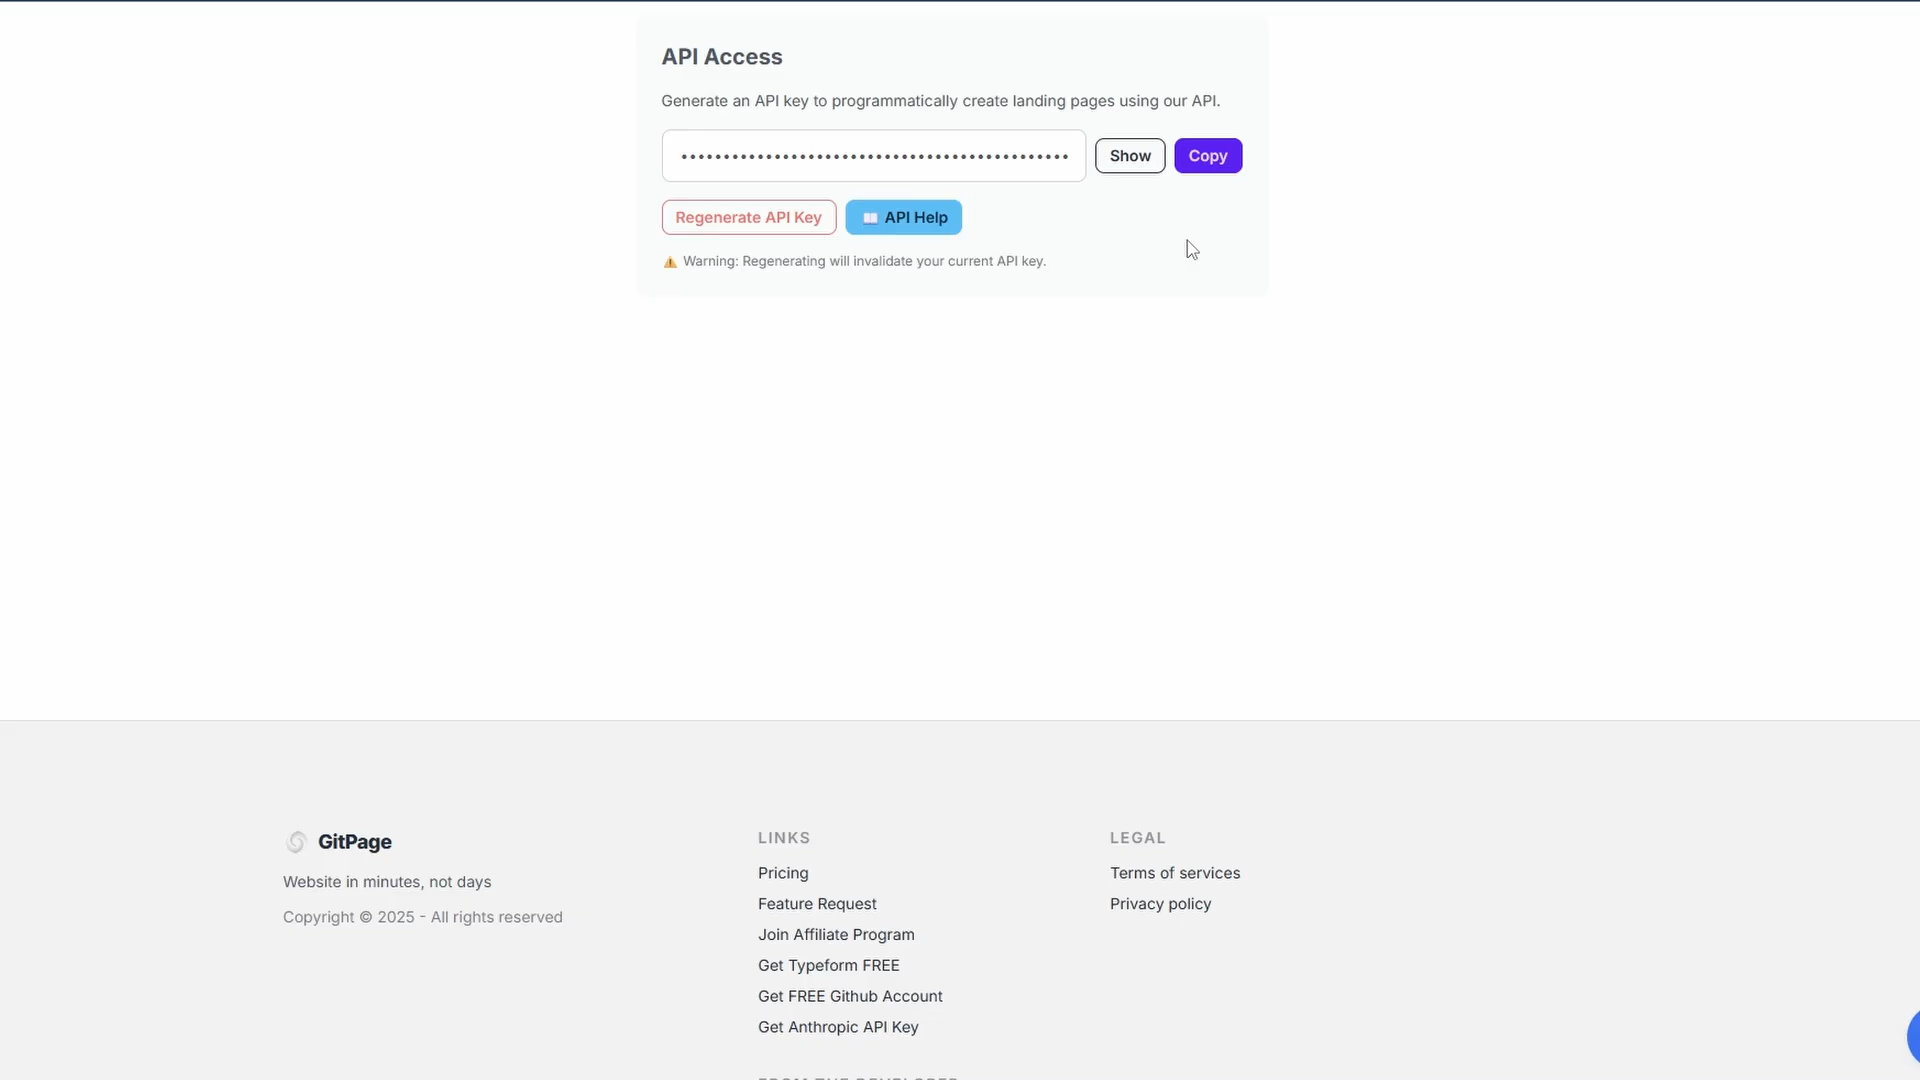 API Access
Generate an API key to programmatically create landing pages using our API.
Show
Copy
Regenerate API Key
API Help
Warning: Regenerating will invalidate your current API key.
GitPage
Website in minutes, not days
Copyright © 2025 - All rights reserved
LINKS
Pricing
Feature Request
Join Affiliate Program
Get Typeform FREE
Get FREE Github Account
Get Anthropic API Key
LEGAL
Terms of services
Privacy policy
FROM THE DEVELOPER